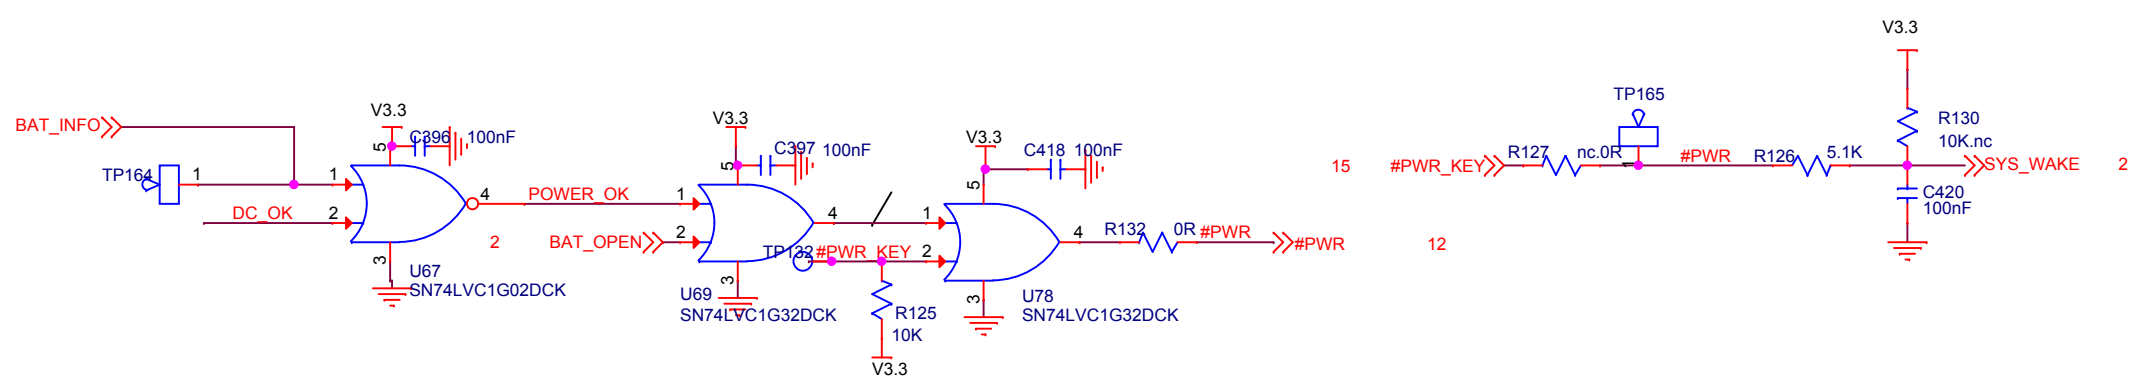 V3.3
TP165
V3.3
BAT_INFO
C396 100nF
5
V3.3
C397 100nF
5
V3.3
C418 100nF
5
R130
10K.nc
15
#PWR_KEY
R127
nc.0R
1
#PWR
R126
5.1K
SYS_WAKE
2
C420
100nF
TP164
1
1
DC_OK
2
4
POWER_OK
1
2
BAT_OPEN
2
4
1
TP132
#PWR_KEY
2
4
R132
0R
#PWR
#PWR
12
3
U67
SN74LVC1G02DCK
3
U69
SN74LVC1G32DCK
R125
10K
V3.3
3
U78
SN74LVC1G32DCK